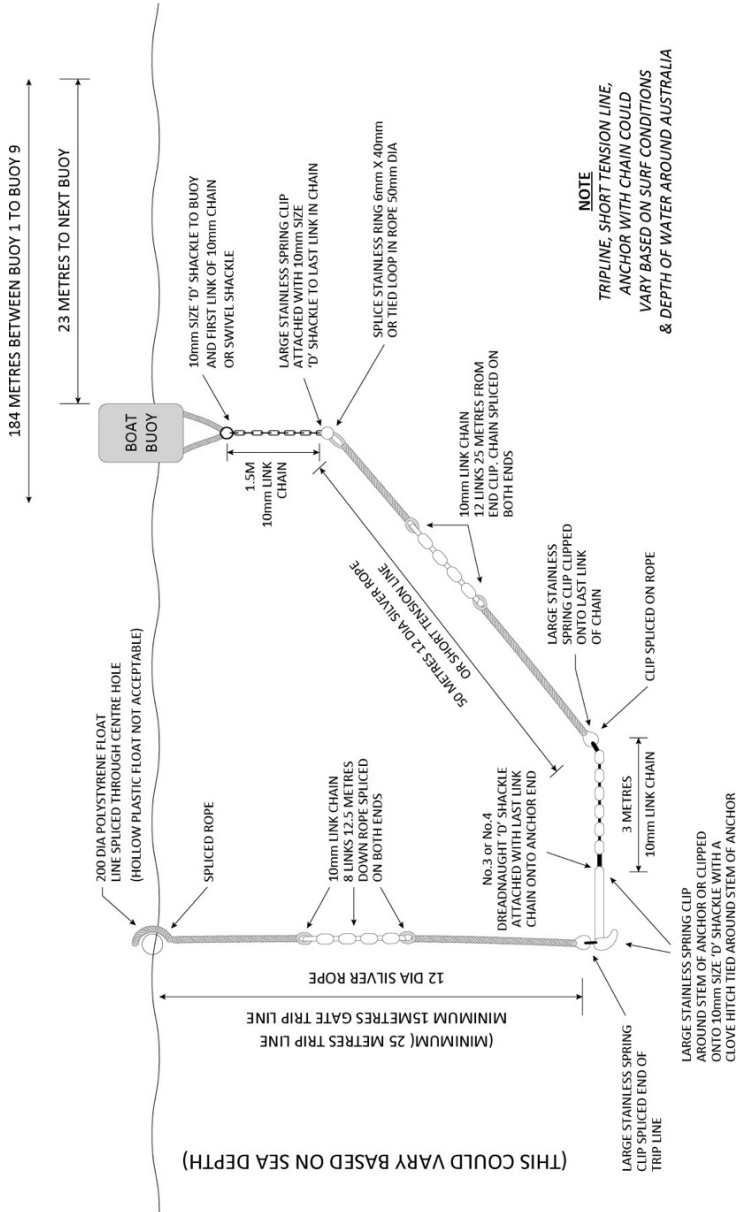 184 METRES BETWEEN BUOY 1 TO BUOY 9
23 METRES TO NEXT BUOY
BOAT
BUOY
10mm SIZE 'D' SHACKLE TO BUOY
AND FIRST LINK OF 10mm CHAIN
OR SWIVEL SHACKLE
1.5M
10mm LINK
CHAIN
LARGE STAINLESS SPRING CLIP
ATTACHED WITH 10mm SIZE
'D' SHACKLE TO LAST LINK IN CHAIN
SPLICE STAINLESS RING 6mm X 40mm
OR TIED LOOP IN ROPE 50mm DIA
200 DIA POLYSTYRENE FLOAT
LINE SPLICED THROUGH CENTRE HOLE
(HOLLOW PLASTIC FLOAT NOT ACCEPTABLE)
SPLICED ROPE
10mm LINK CHAIN
8 LINKS 12.5 METRES
DOWN ROPE SPLICED
ON BOTH ENDS
50 METRES 12 DIA SILVER ROPE
OR SHORT TENSION LINE
10mm LINK CHAIN
12 LINKS 25 METRES FROM
END CLIP. CHAIN SPLICED ON
BOTH ENDS
12 DIA SILVER ROPE
MINIMUM 15METRES GATE TRIP LINE
(MINIMUM( 25 METRES TRIP LINE
(THIS COULD VARY BASED ON SEA DEPTH)
No.3 or No.4
DREADNAUGHT 'D' SHACKLE
ATTACHED WITH LAST LINK
CHAIN ONTO ANCHOR END
LARGE STAINLESS
SPRING CLIP CLIPPED
ONTO LAST LINK
OF CHAIN
CLIP SPLICED ON ROPE
3 METRES
10mm LINK CHAIN
LARGE STAINLESS SPRING
CLIP SPLICED END OF
TRIP LINE
LARGE STAINLESS SPRING CLIP
AROUND STEM OF ANCHOR OR CLIPPED
ONTO 10mm SIZE 'D' SHACKLE WITH A
CLOVE HITCH TIED AROUND STEM OF ANCHOR
NOTE
TRIPLINE, SHORT TENSION LINE,
ANCHOR WITH CHAIN COULD
VARY BASED ON SURF CONDITIONS
& DEPTH OF WATER AROUND AUSTRALIA